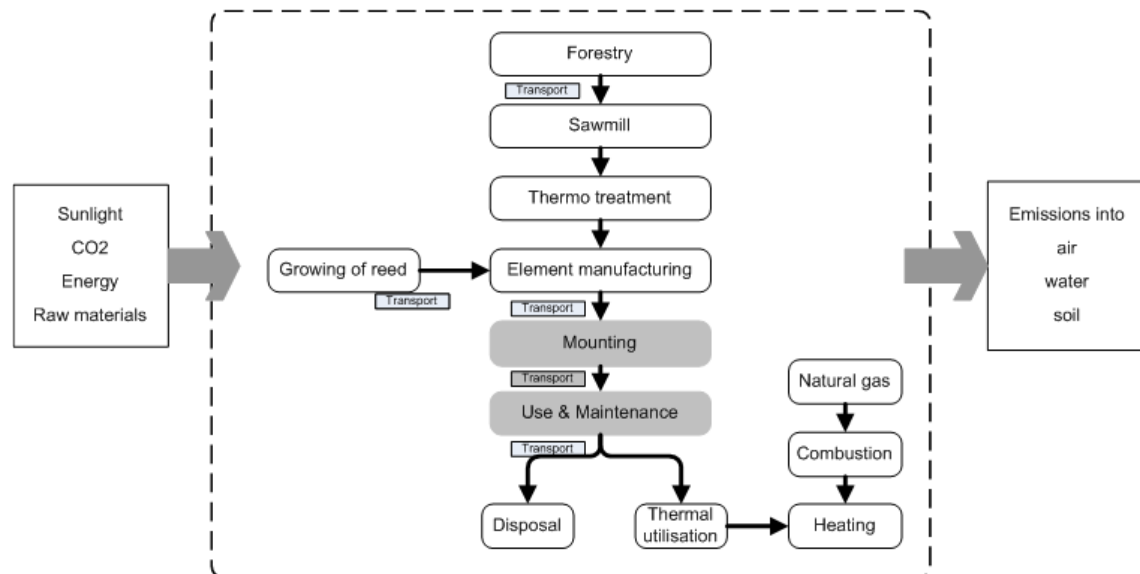 Forestry
Transport
Sawmill
Thermo treatment
Sunlight
CO2
Energy
Raw materials
Growing of reed
Transport
Element manufacturing
Transport
Mounting
Transport
Use & Maintenance
Transport
Disposal
Thermal
utilisation
Natural gas
Combustion
Heating
Emissions into
air
water
soil